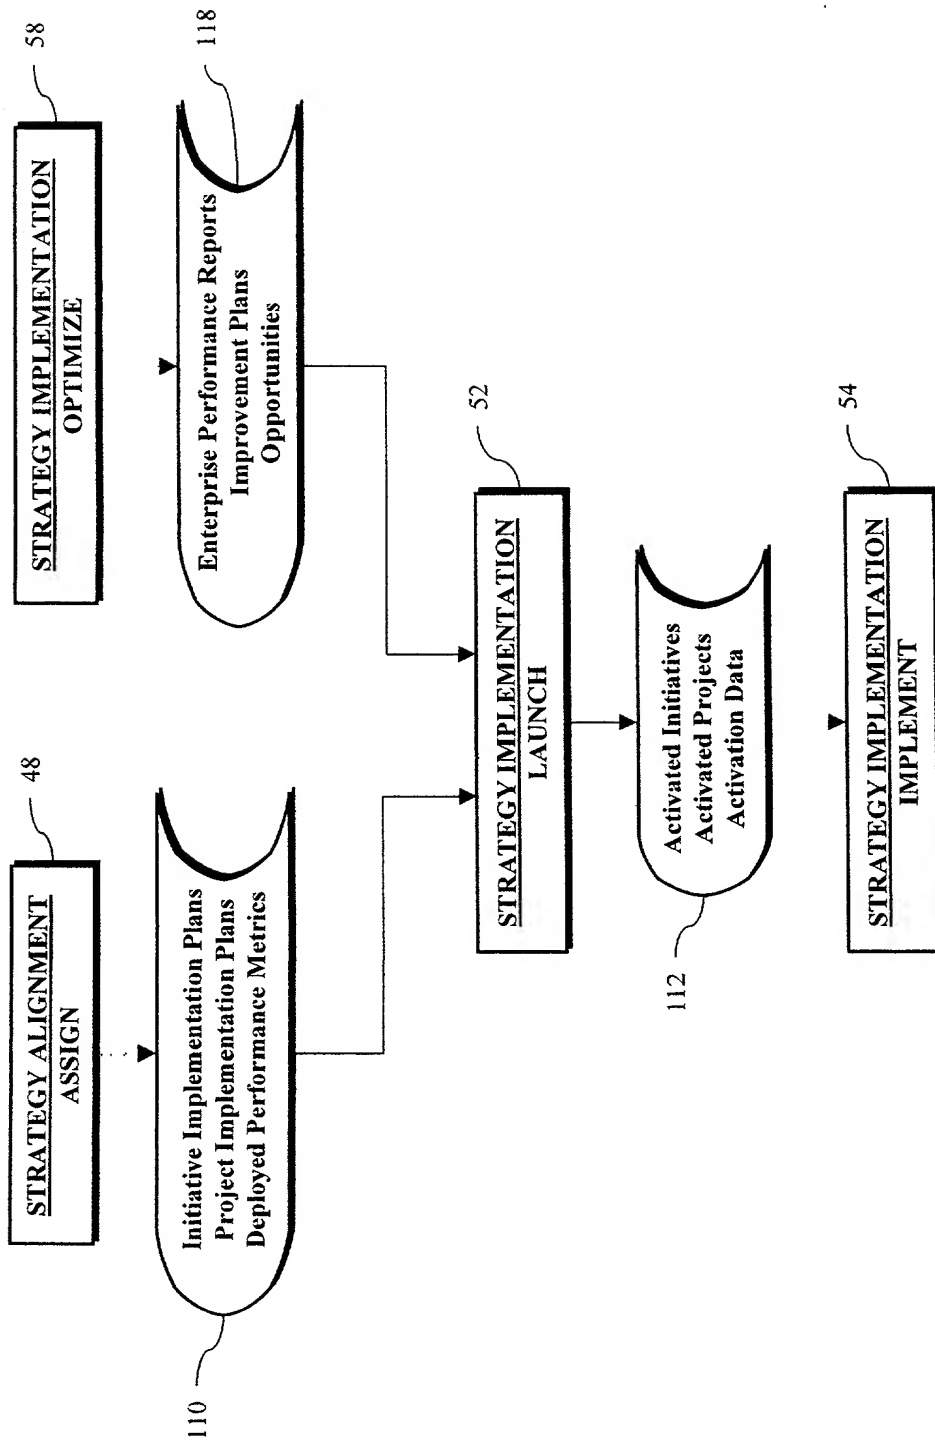 48
STRATEGY ALIGNMENT
ASSIGN
58
STRATEGY IMPLEMENTATION
OPTIMIZE
110
Initiative Implementation Plans
Project Implementation Plans
Deployed Performance Metrics
118
Enterprise Performance Reports
Improvement Plans
Opportunities
52
STRATEGY IMPLEMENTATION
LAUNCH
112
Activated Initiatives
Activated Projects
Activation Data
54
STRATEGY IMPLEMENTATION
IMPLEMENT